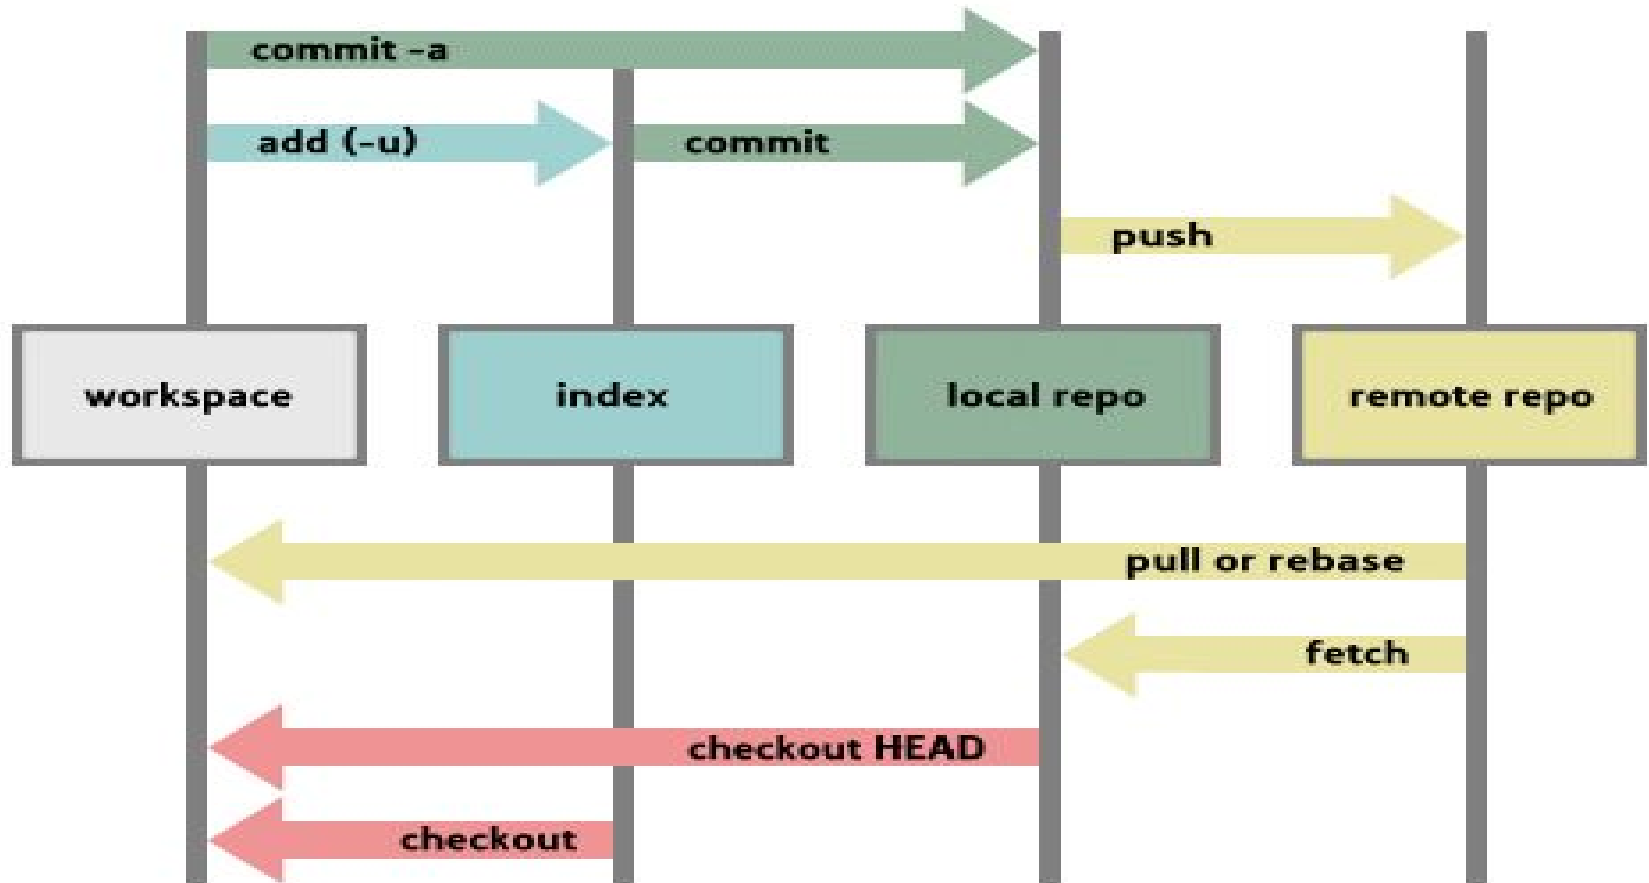 commit -a
add (-u)
commit
push
workspace
index
local repo
remote repo
pull or rebase
fetch
checkout HEAD
checkout